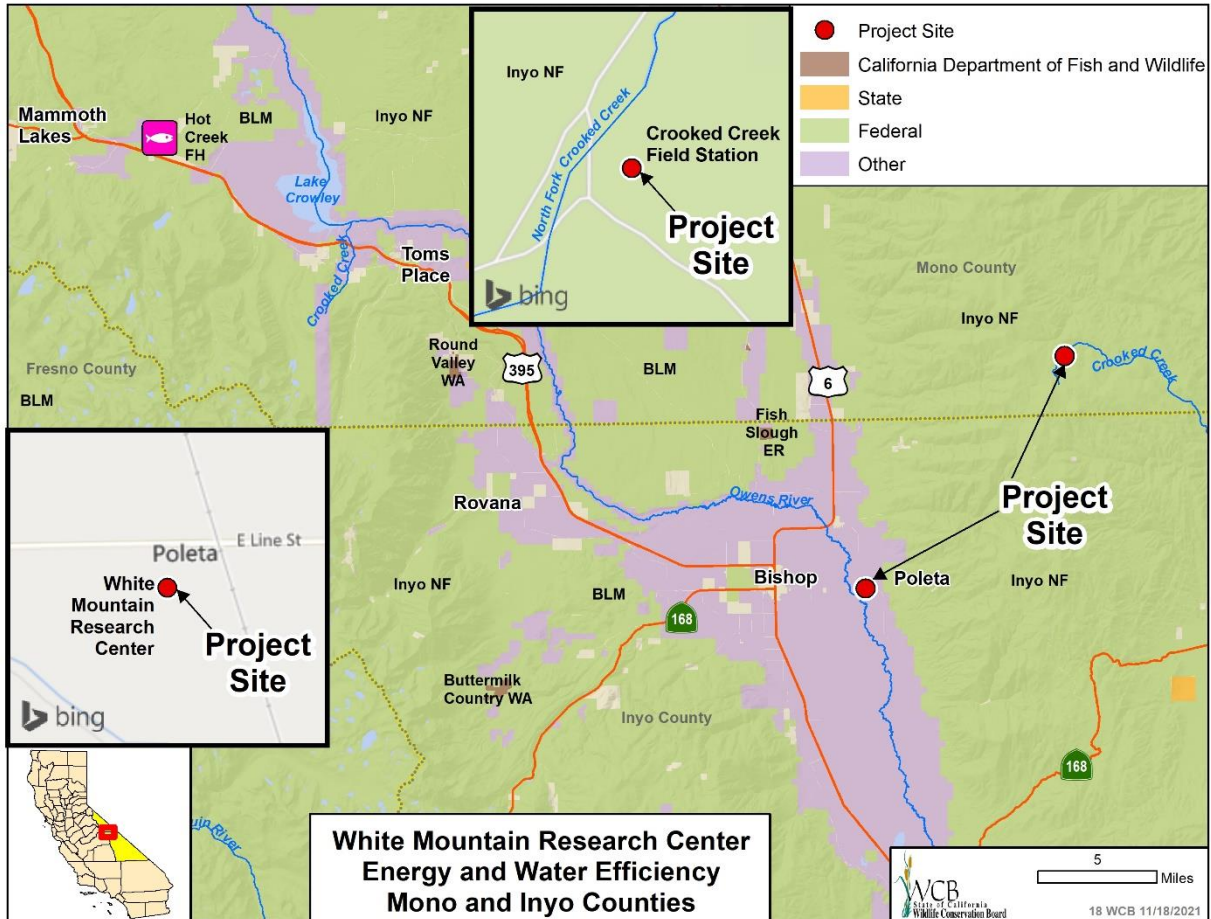 Project Site
California Department of Fish and Wildlife
State
Federal
Other
Inyo NF
North Fork Crooked Creek
Crooked Creek
Field Station
Project
Site
bing
Mammoth
Lakes
Hot
Creek
FH
BLM
Inyo NF
Lake
Crowley
Toms
Place
Crooked Creek
Round
Valley
WA
395
BLM
6
Mono County
Inyo NF
Crooked Creek
Fresno County
BLM
Fish
Slough
ER
Project
Site
Rovana
Owens River
Poleta
E Line St
White
Mountain
Research
Center
Project
Site
bing
Inyo NF
BLM
Bishop
Poleta
Inyo NF
168
Buttermilk
Country WA
Inyo County
168
uin River
White Mountain Research Center
Energy and Water Efficiency
Mono and Inyo Counties
WCB
State of California
Wildlife Conservation Board
5
Miles
18 WCB 11/18/2021